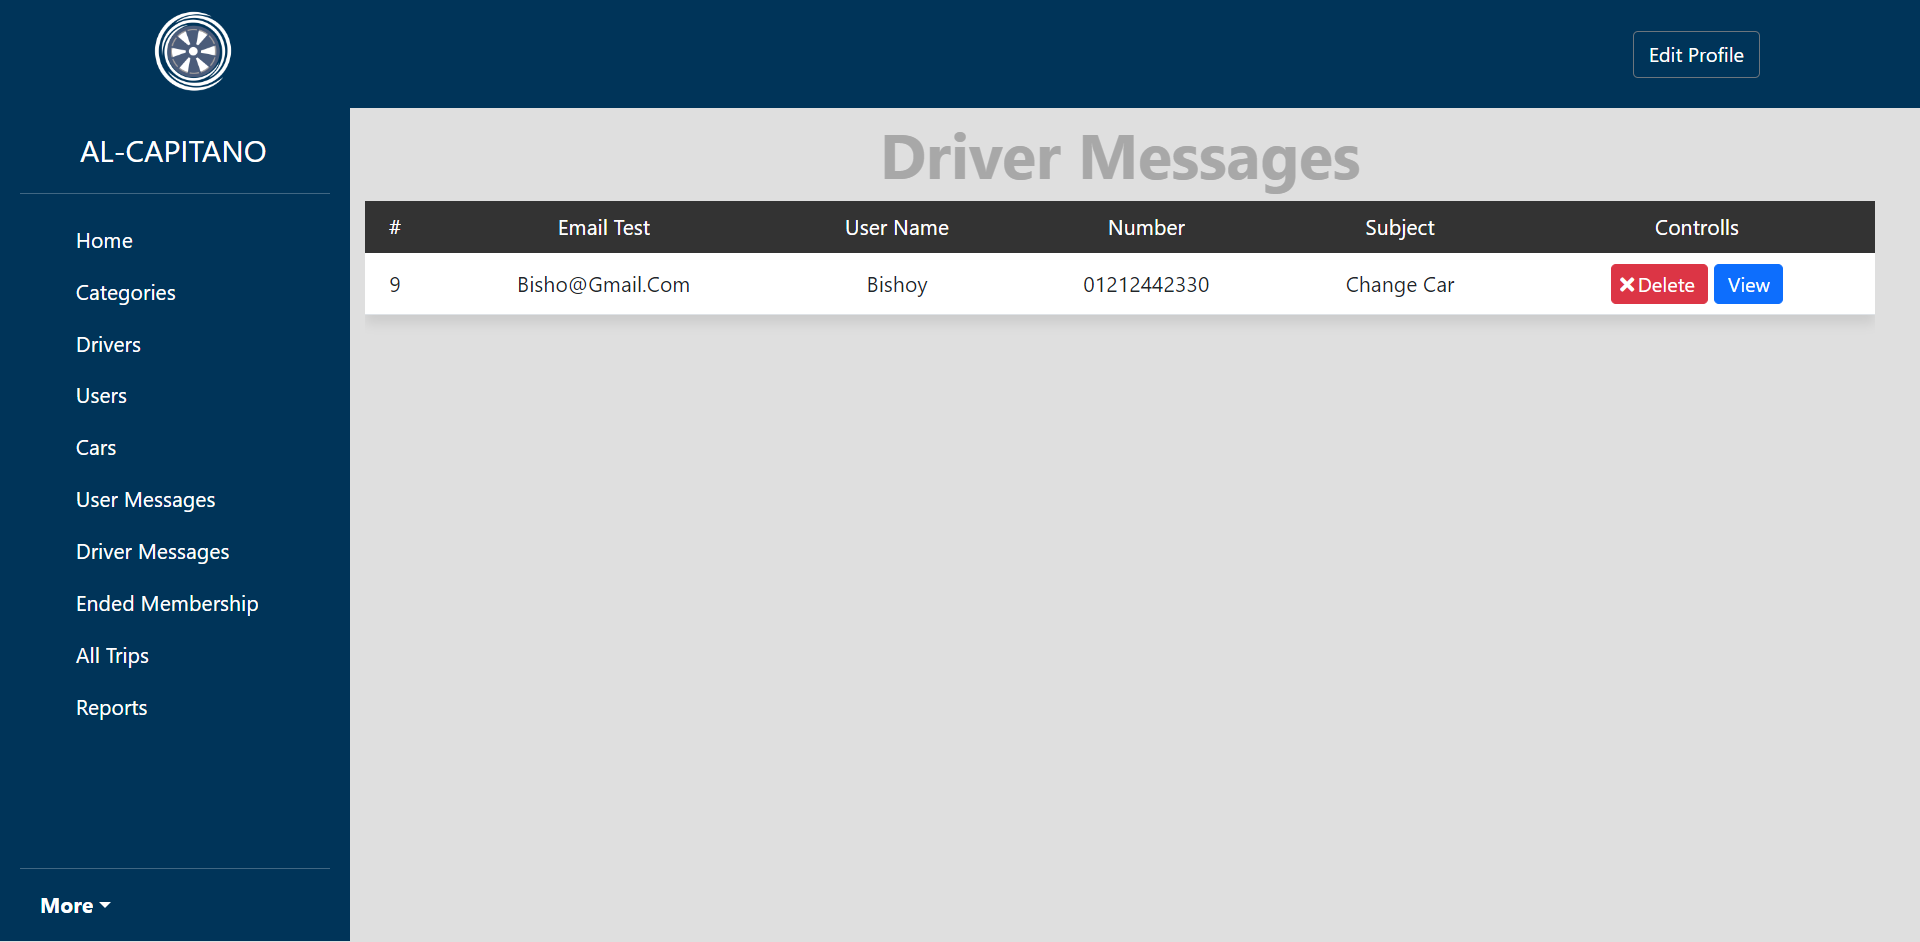 Edit Profile
AL-CAPITANO
Home
Categories
Drivers
Users
Cars
User Messages
Driver Messages
Ended Membership
All Trips
Reports
More
Driver Messages
# Email Test User Name Number Subject Controlls
9 Bisho@Gmail.Com Bishoy 01212442330 Change Car Delete View